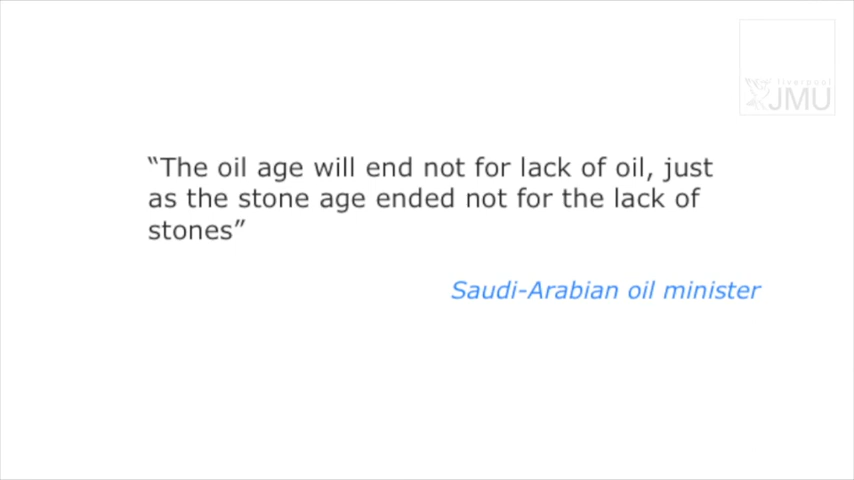 liverpool
JMU
“The oil age will end not for lack of oil, just
as the stone age ended not for the lack of
stones”
Saudi-Arabian oil minister